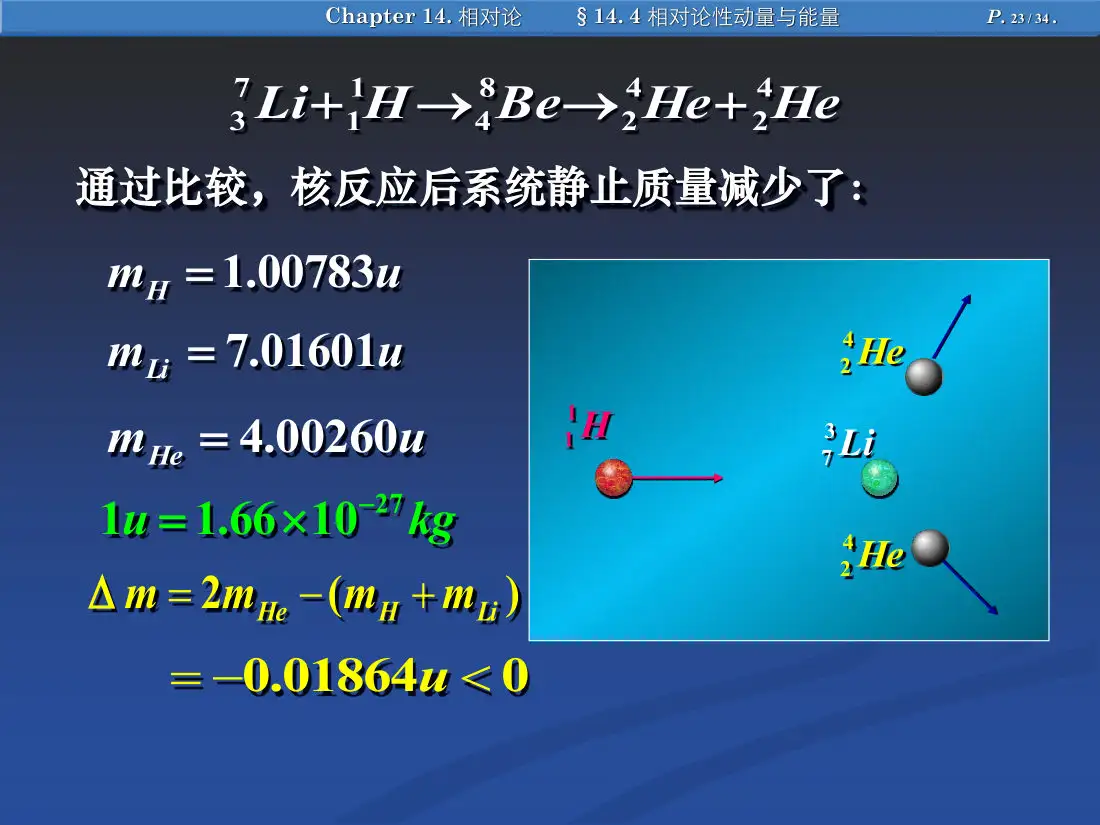 Chapter 14. 相对论 §14.4 相对论性动量与能量 P. 23 / 34 .
⁷₃Li+¹₁H→⁸₄Be→⁴₂He+⁴₂He
通过比较，核反应后系统静止质量减少了：
m_H = 1.00783u
m_Li = 7.01601u
m_He = 4.00260u
1u = 1.66×10⁻²⁷ kg
Δm = 2m_He −(m_H + m_Li)
= −0.01864u < 0
⁴₂He
¹₁H
³₇Li
⁴₂He